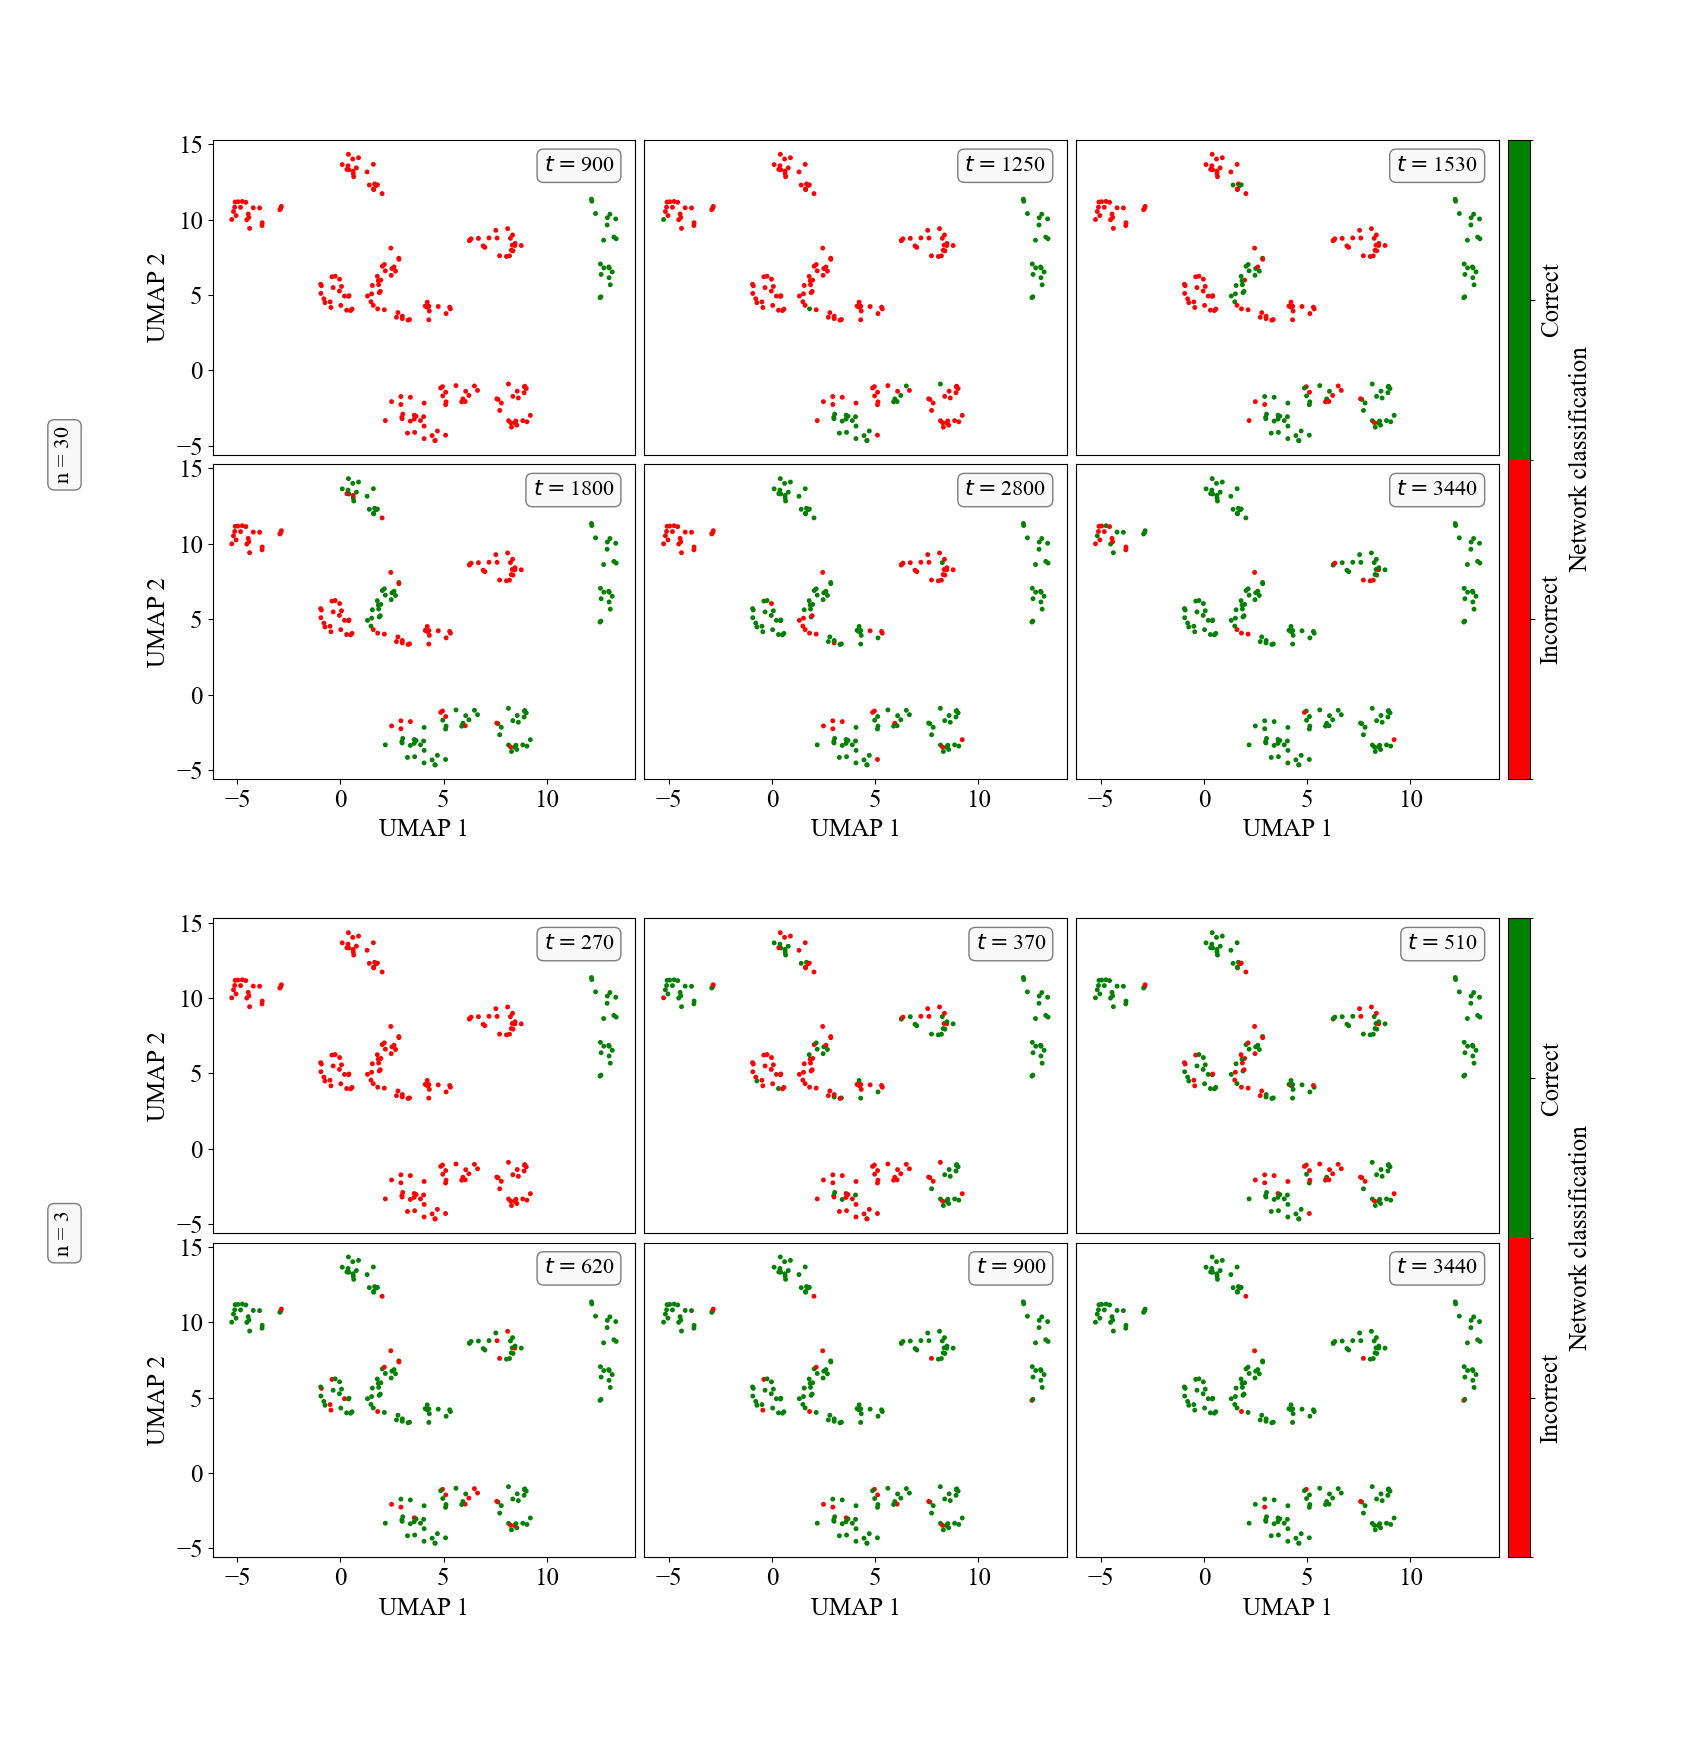 n = 30
UMAP 2
15
10
5
0
−5
t = 900
t = 1250
t = 1530
UMAP 2
15
10
5
0
−5
t = 1800
t = 2800
t = 3440
−5 0 5 10
−5 0 5 10
−5 0 5 10
UMAP 1
UMAP 1
UMAP 1
Correct
Incorrect
Network classification
n = 3
UMAP 2
15
10
5
0
−5
t = 270
t = 370
t = 510
UMAP 2
15
10
5
0
−5
t = 620
t = 900
t = 3440
−5 0 5 10
−5 0 5 10
−5 0 5 10
UMAP 1
UMAP 1
UMAP 1
Correct
Incorrect
Network classification